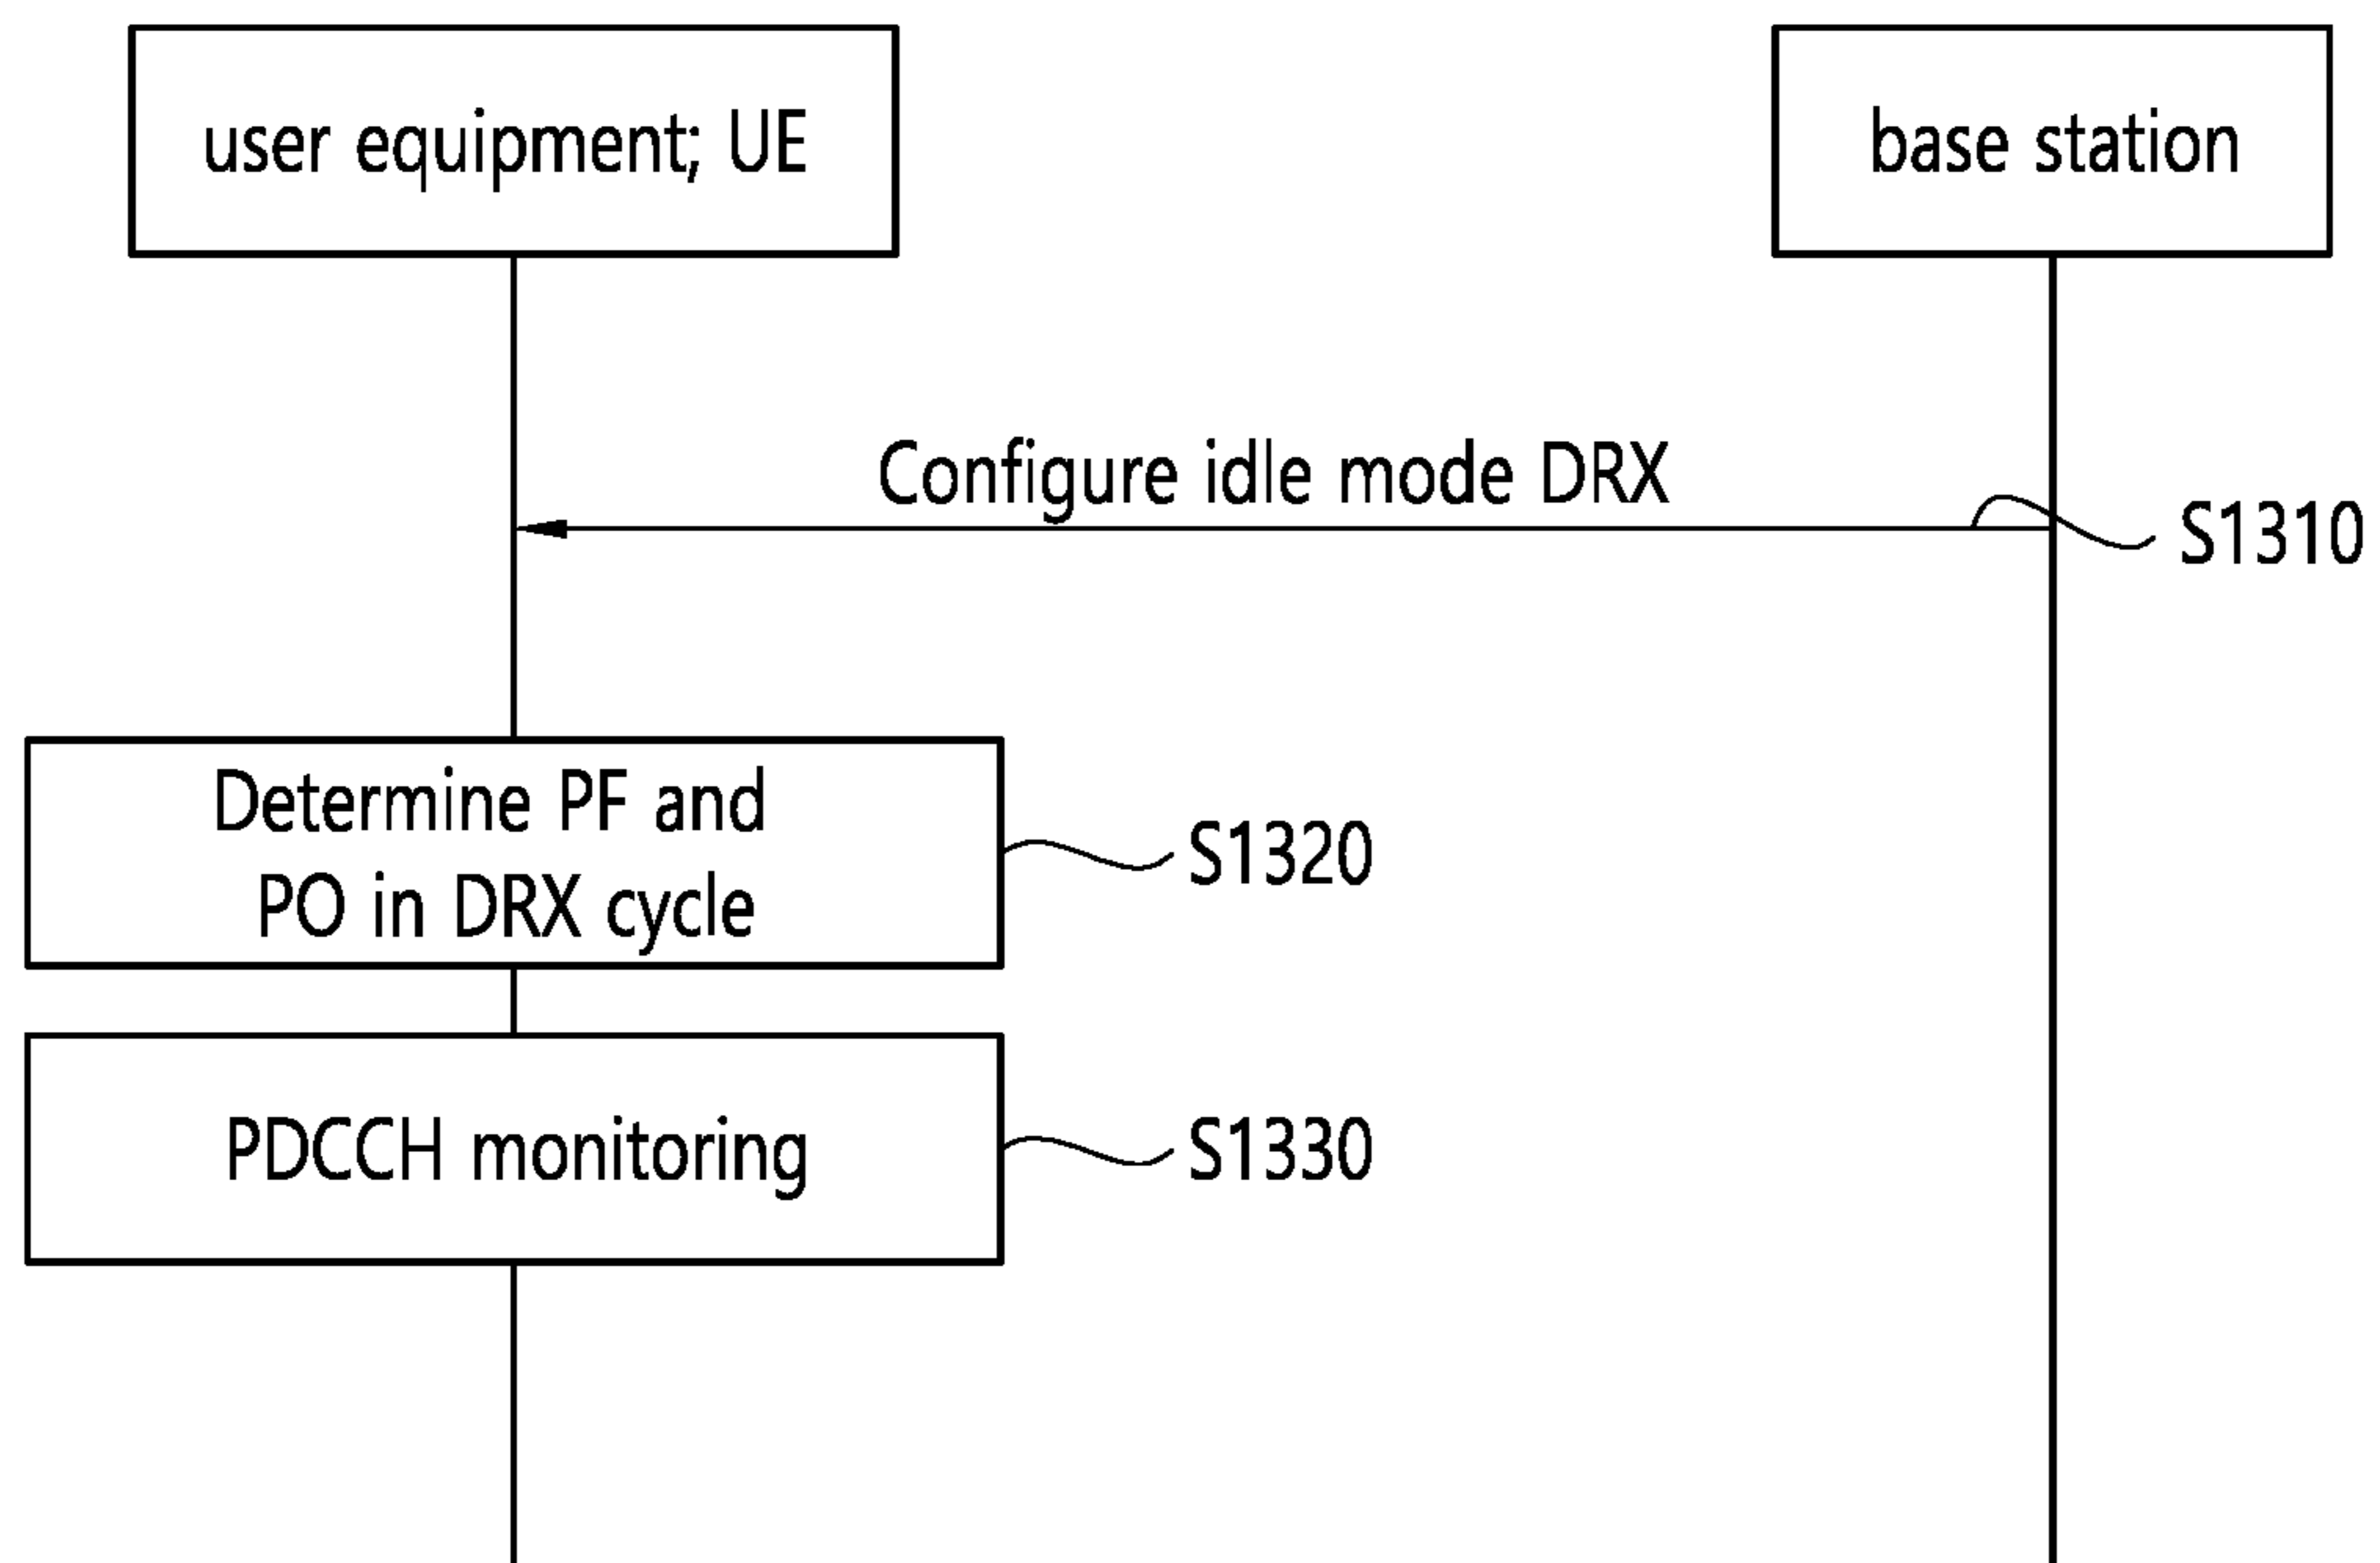 user equipment; UE
base station
Configure idle mode DRX
S1310
Determine PF and
PO in DRX cycle
S1320
PDCCH monitoring
S1330